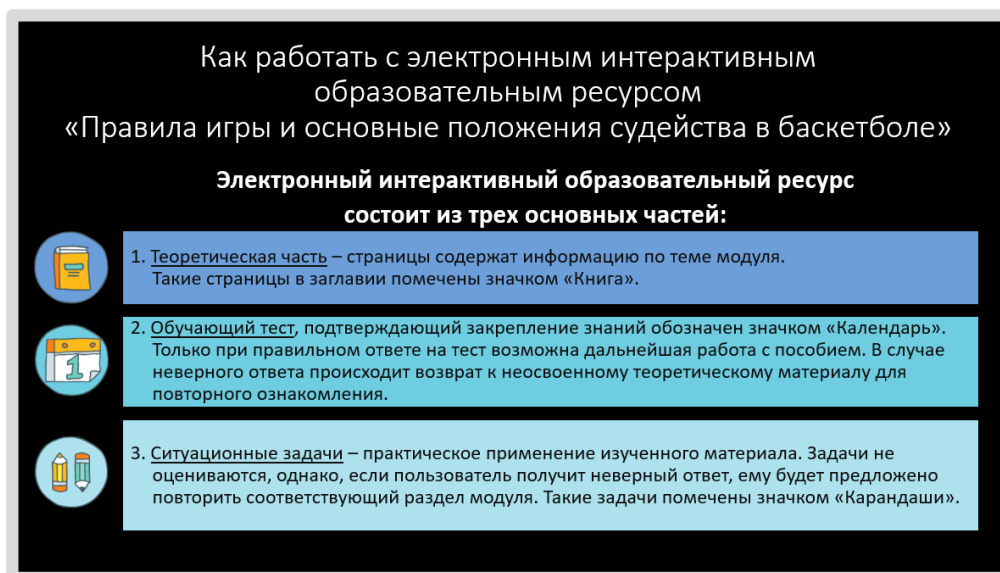 Как работать с электронным интерактивным
образовательным ресурсом
«Правила игры и основные положения судейства в баскетболе»
Электронный интерактивный образовательный ресурс
состоит из трех основных частей:
1. Теоретическая часть – страницы содержат информацию по теме модуля.
Такие страницы в заглавии помечены значком «Книга».
2. Обучающий тест, подтверждающий закрепление знаний обозначен значком «Календарь».
Только при правильном ответе на тест возможна дальнейшая работа с пособием. В случае
неверного ответа происходит возврат к неосвоенному теоретическому материалу для
повторного ознакомления.
1
3. Ситуационные задачи – практическое применение изученного материала. Задачи не
оцениваются, однако, если пользователь получит неверный ответ, ему будет предложено
повторить соответствующий раздел модуля. Такие задачи помечены значком «Карандаши».